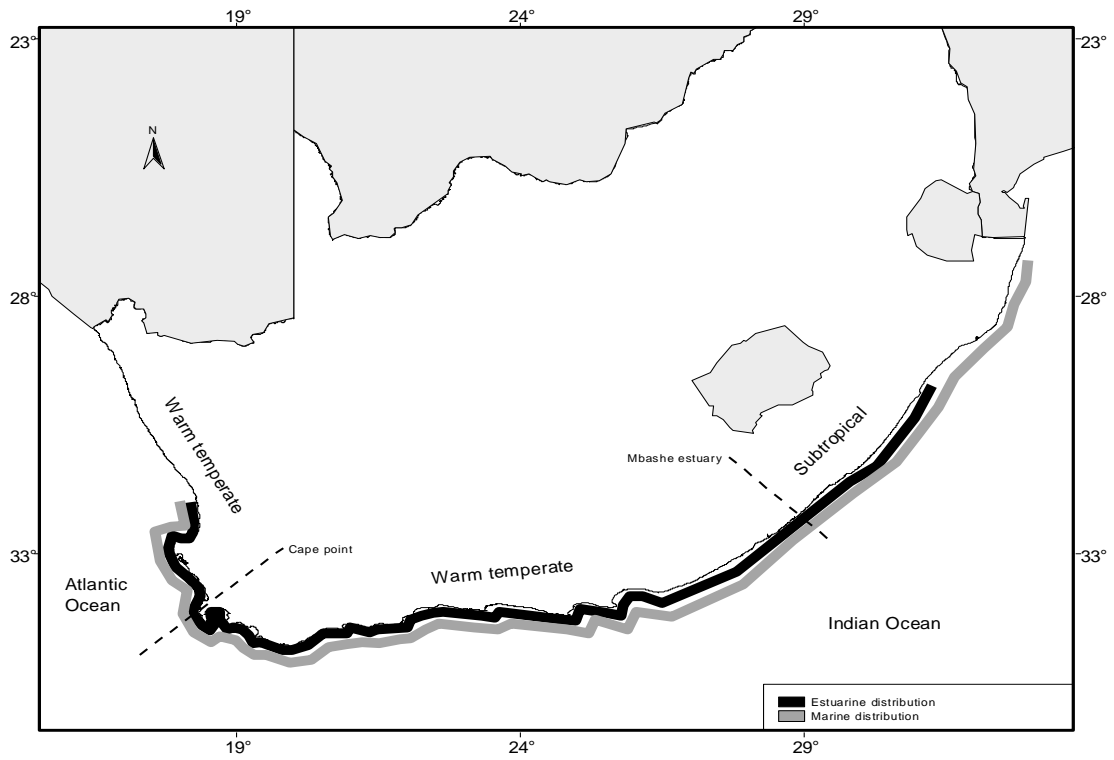 19°
24°
29°
23°
23°
N
28°
28°
Warm temperate
Subtropical
Mbashe estuary
33°
33°
Cape point
Warm temperate
Atlantic
Ocean
Indian Ocean
Estuarine distribution
Marine distribution
19°
24°
29°